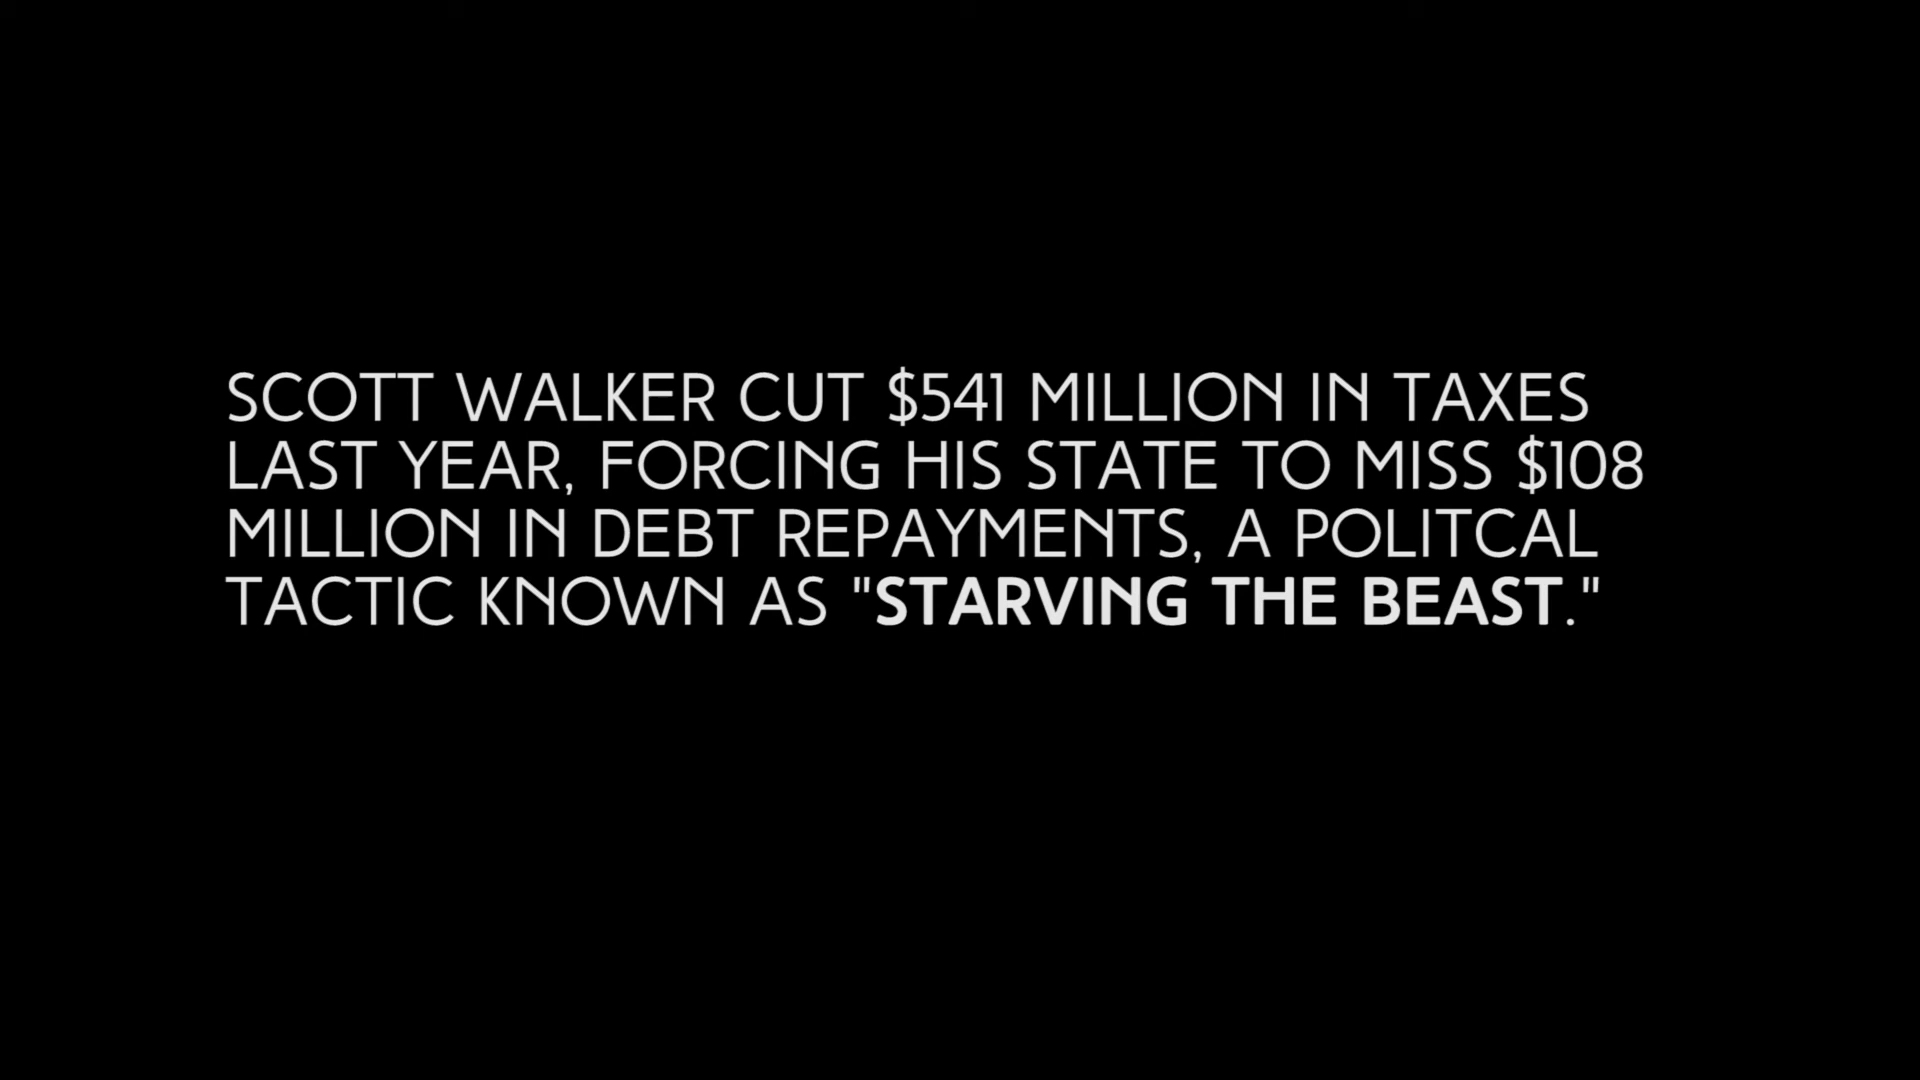 SCOTT WALKER CUT $541 MILLION IN TAXES
LAST YEAR, FORCING HIS STATE TO MISS $108
MILLION IN DEBT REPAYMENTS, A POLITCAL
TACTIC KNOWN AS "STARVING THE BEAST."